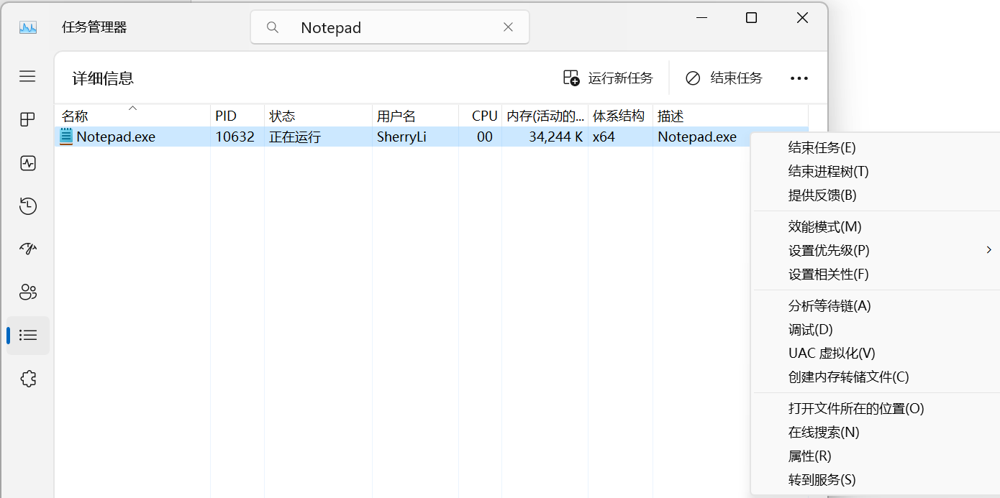 任务管理器
Notepad
详细信息
运行新任务
结束任务
名称 PID 状态 用户名 CPU 内存(活动的... 体系结构 描述
Notepad.exe 10632 正在运行 SherryLi 00 34,244 K x64 Notepad.exe
结束任务(E)
结束进程树(T)
提供反馈(B)
效能模式(M)
设置优先级(P)
设置相关性(F)
分析等待链(A)
调试(D)
UAC 虚拟化(V)
创建内存转储文件(C)
打开文件所在的位置(O)
在线搜索(N)
属性(R)
转到服务(S)